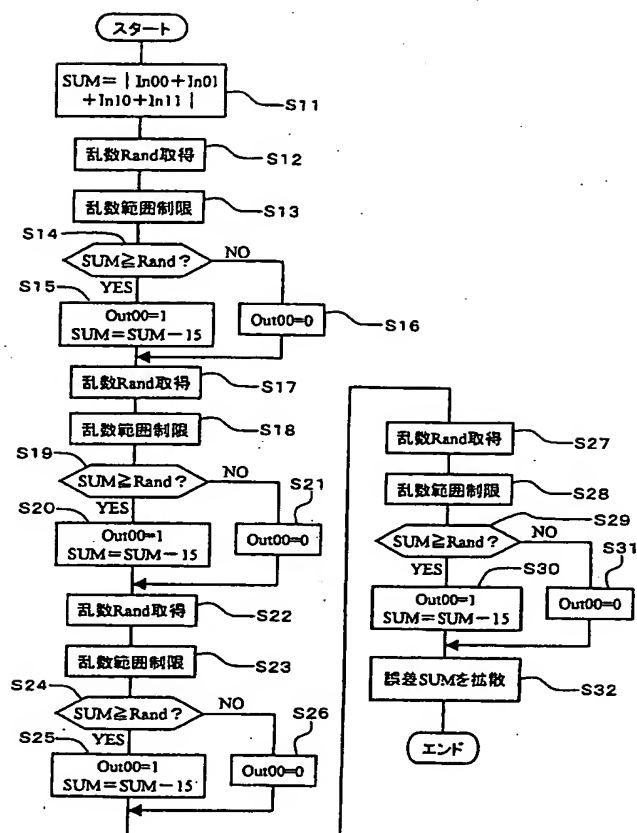 スタート
SUM=|In00+In01
+In10+In11|
S11
乱数Rand取得
S12
乱数範囲制限
S13
S14
SUM≧Rand?
NO
YES
S15
Out00=1
SUM=SUM-15
Out00=0
S16
乱数Rand取得
S17
乱数範囲制限
S18
S19
SUM≧Rand?
NO
YES
S20
S21
Out00=1
SUM=SUM-15
Out00=0
乱数Rand取得
S22
乱数範囲制限
S23
S24
SUM≧Rand?
NO
YES
S25
S26
Out00=1
SUM=SUM-15
Out00=0
乱数Rand取得
S27
乱数範囲制限
S28
S29
SUM≧Rand?
NO
YES
S30
S31
Out00=1
SUM=SUM-15
Out00=0
誤差SUMを拡散
S32
エンド